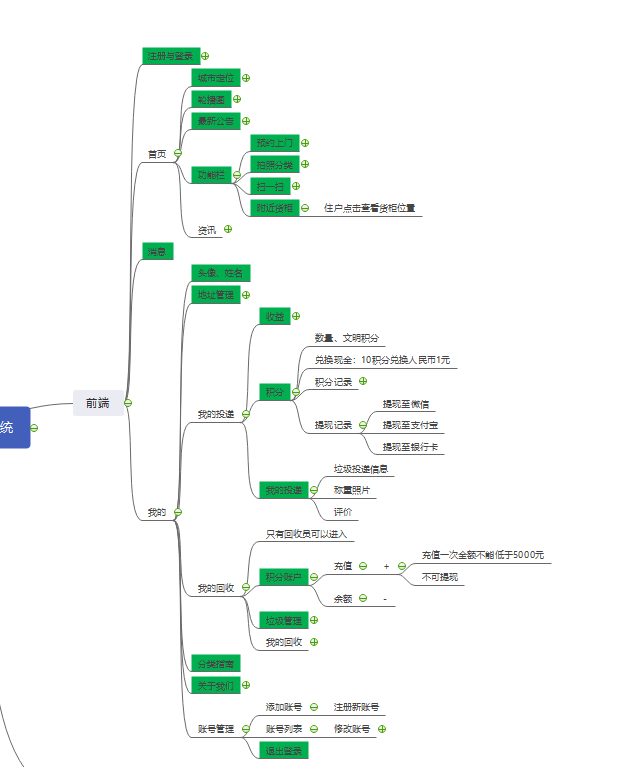 注册与登录
城市定位
轮播图
最新公告
预约上门
首页
拍照分类
功能栏
扫一扫
附近货柜
住户点击查看货柜位置
资讯
消息
头像、姓名
地址管理
收益
数量、文明积分
兑换现金：10积分兑换人民币1元
积分
积分记录
前端
提现至微信
我的投递
统
提现记录
提现至支付宝
提现至银行卡
垃圾投递信息
我的投递
称重照片
我的
评价
只有回收员可以进入
充值一次金额不能低于5000元
充值
+
积分账户
不可提现
我的回收
余额
-
垃圾管理
我的回收
分类指南
关于我们
添加账号
注册新账号
账号管理
账号列表
修改账号
退出登录